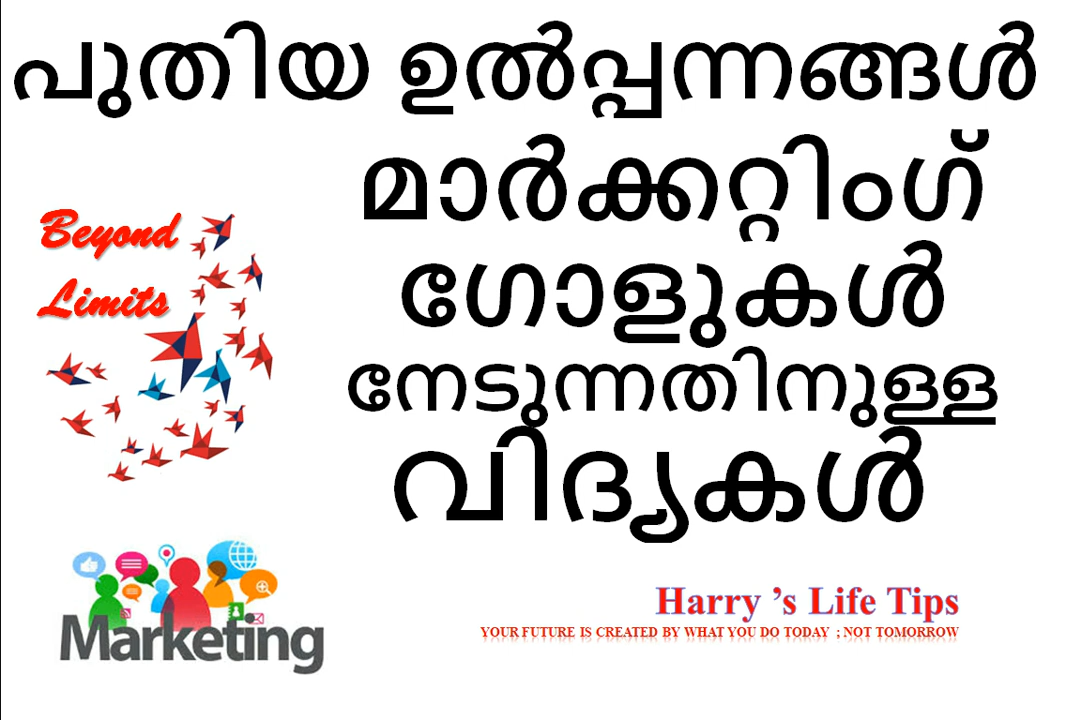 പുതിയ ഉൽപ്പന്നങ്ങൾ
മാർക്കറ്റിംഗ്
ഗോളുകൾ
നേടുന്നതിനുള്ള
വിദ്യകൾ
Beyond
Limits
Marketing
Harry ’s Life Tips
YOUR FUTURE IS CREATED BY WHAT YOU DO TODAY ; NOT TOMORROW